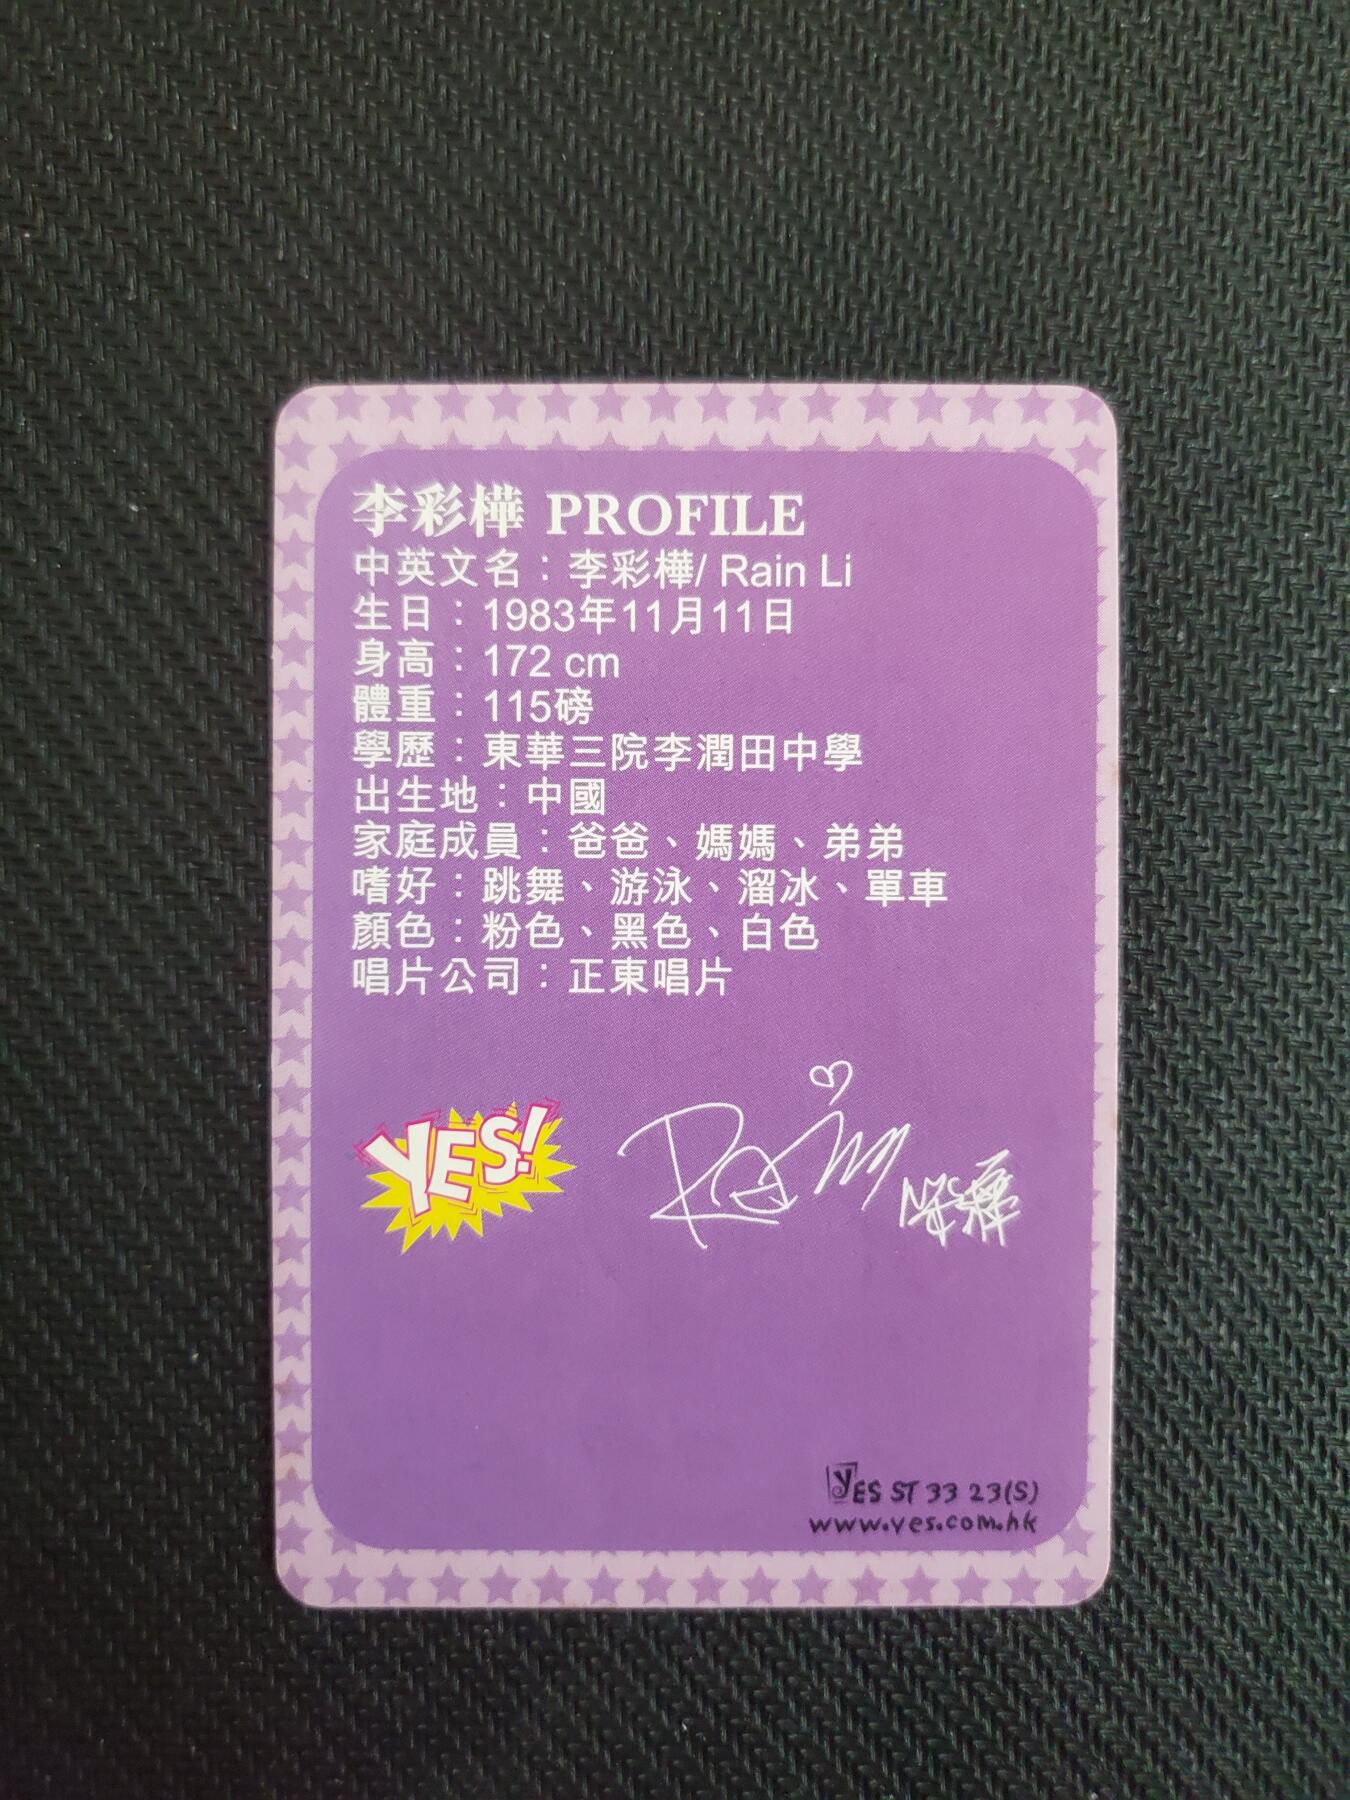 李彩樺 PROFILE
中英文名：李彩樺/ Rain Li
生日：1983年11月11日
身高：172 cm
體重：115磅
學歷：東華三院李潤田中學
出生地：中國
家庭成員：爸爸、媽媽、弟弟
嗜好：跳舞、游泳、溜冰、單車
顏色：粉色、黑色、白色
唱片公司：正東唱片
YES!
Rain
YES ST 33 23(S)
www.yes.com.hk